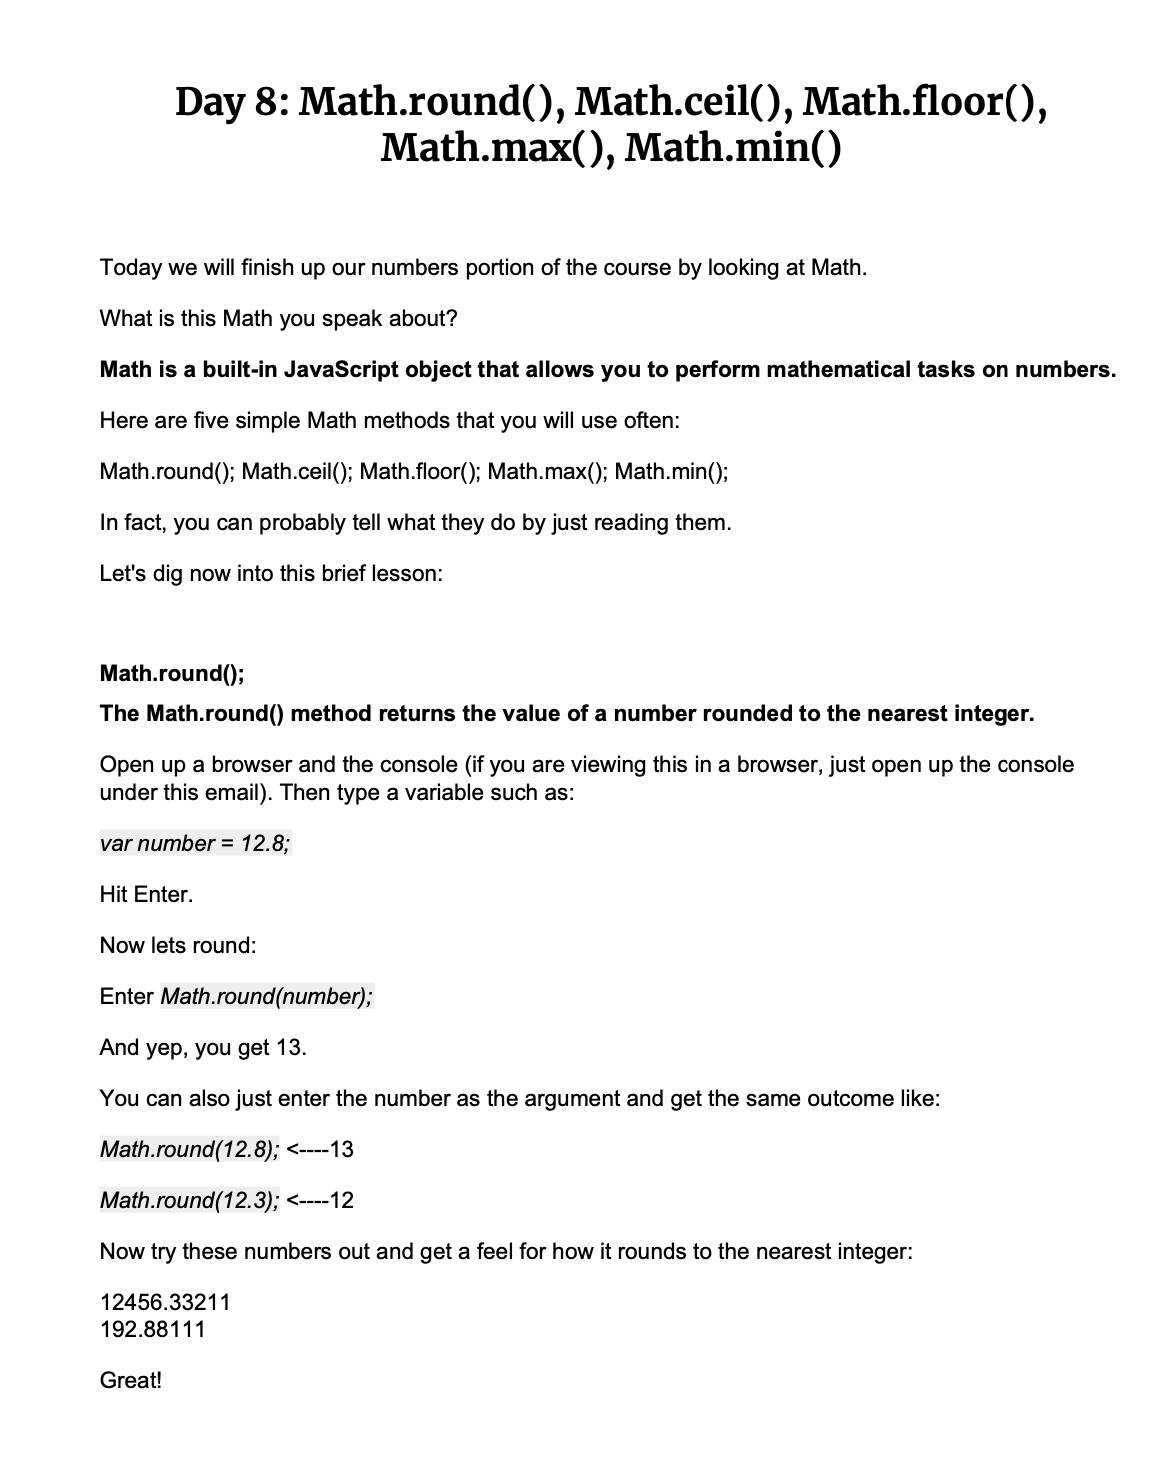 Day 8: Math.round(), Math.ceil(), Math.floor(),
Math.max(), Math.min()
Today we will finish up our numbers portion of the course by looking at Math.
What is this Math you speak about?
Math is a built-in JavaScript object that allows you to perform mathematical tasks on numbers.
Here are five simple Math methods that you will use often:
Math.round(); Math.ceil(); Math.floor(); Math.max(); Math.min();
In fact, you can probably tell what they do by just reading them.
Let's dig now into this brief lesson:
Math.round();
The Math.round() method returns the value of a number rounded to the nearest integer.
Open up a browser and the console (if you are viewing this in a browser, just open up the console
under this email). Then type a variable such as:
var number = 12.8;
Hit Enter.
Now lets round:
Enter Math.round(number);
And yep, you get 13.
You can also just enter the number as the argument and get the same outcome like:
Math.round(12.8); <----13
Math.round(12.3); <----12
Now try these numbers out and get a feel for how it rounds to the nearest integer:
12456.33211
192.88111
Great!